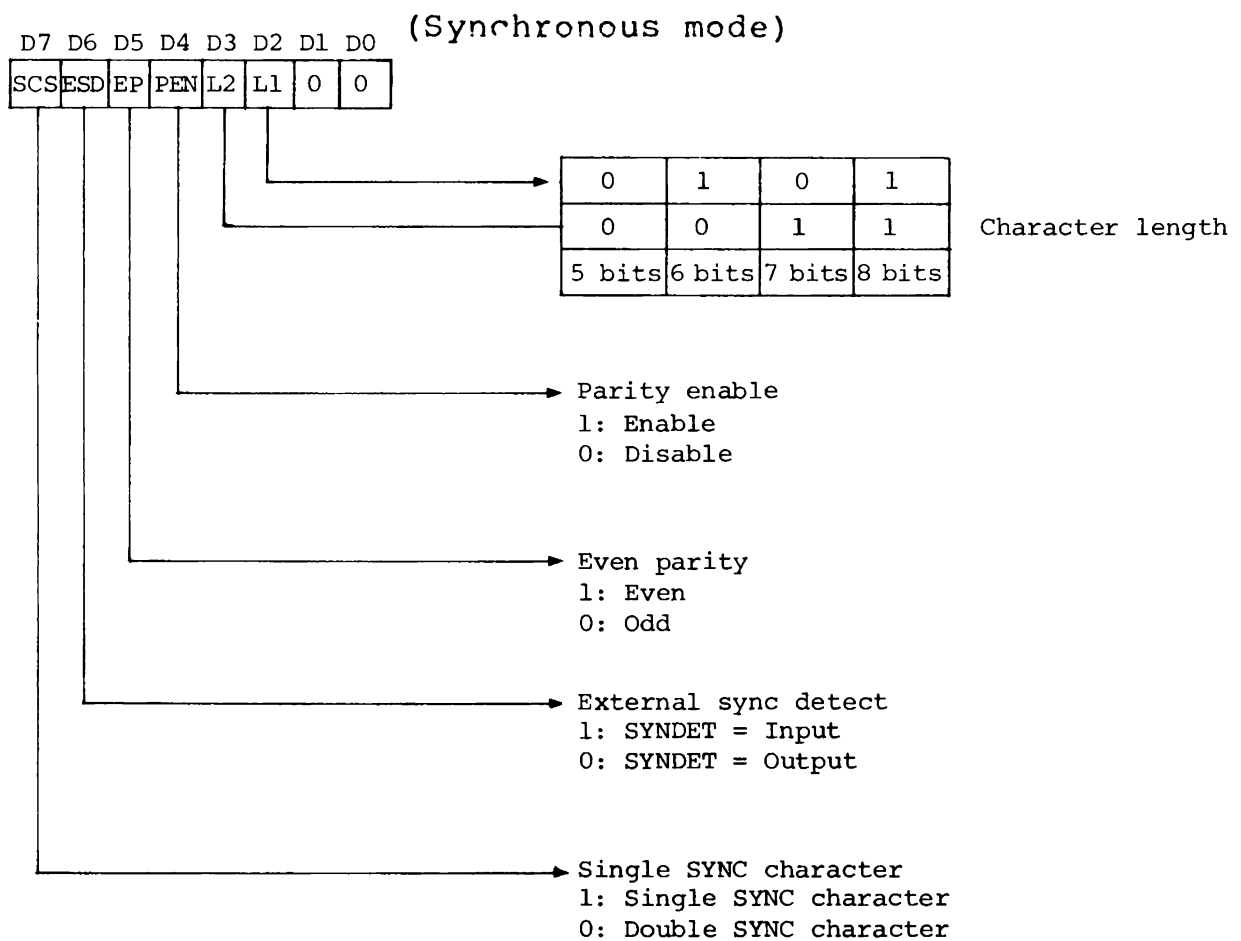 (Synchronous mode)
D7 D6 D5 D4 D3 D2 D1 D0
SCS ESD EP PEN L2 L1 0 0
0 1 0 1
0 0 1 1
Character length
5 bits 6 bits 7 bits 8 bits
Parity enable
1: Enable
0: Disable
Even parity
1: Even
0: Odd
External sync detect
1: SYNDET = Input
0: SYNDET = Output
Single SYNC character
1: Single SYNC character
0: Double SYNC character